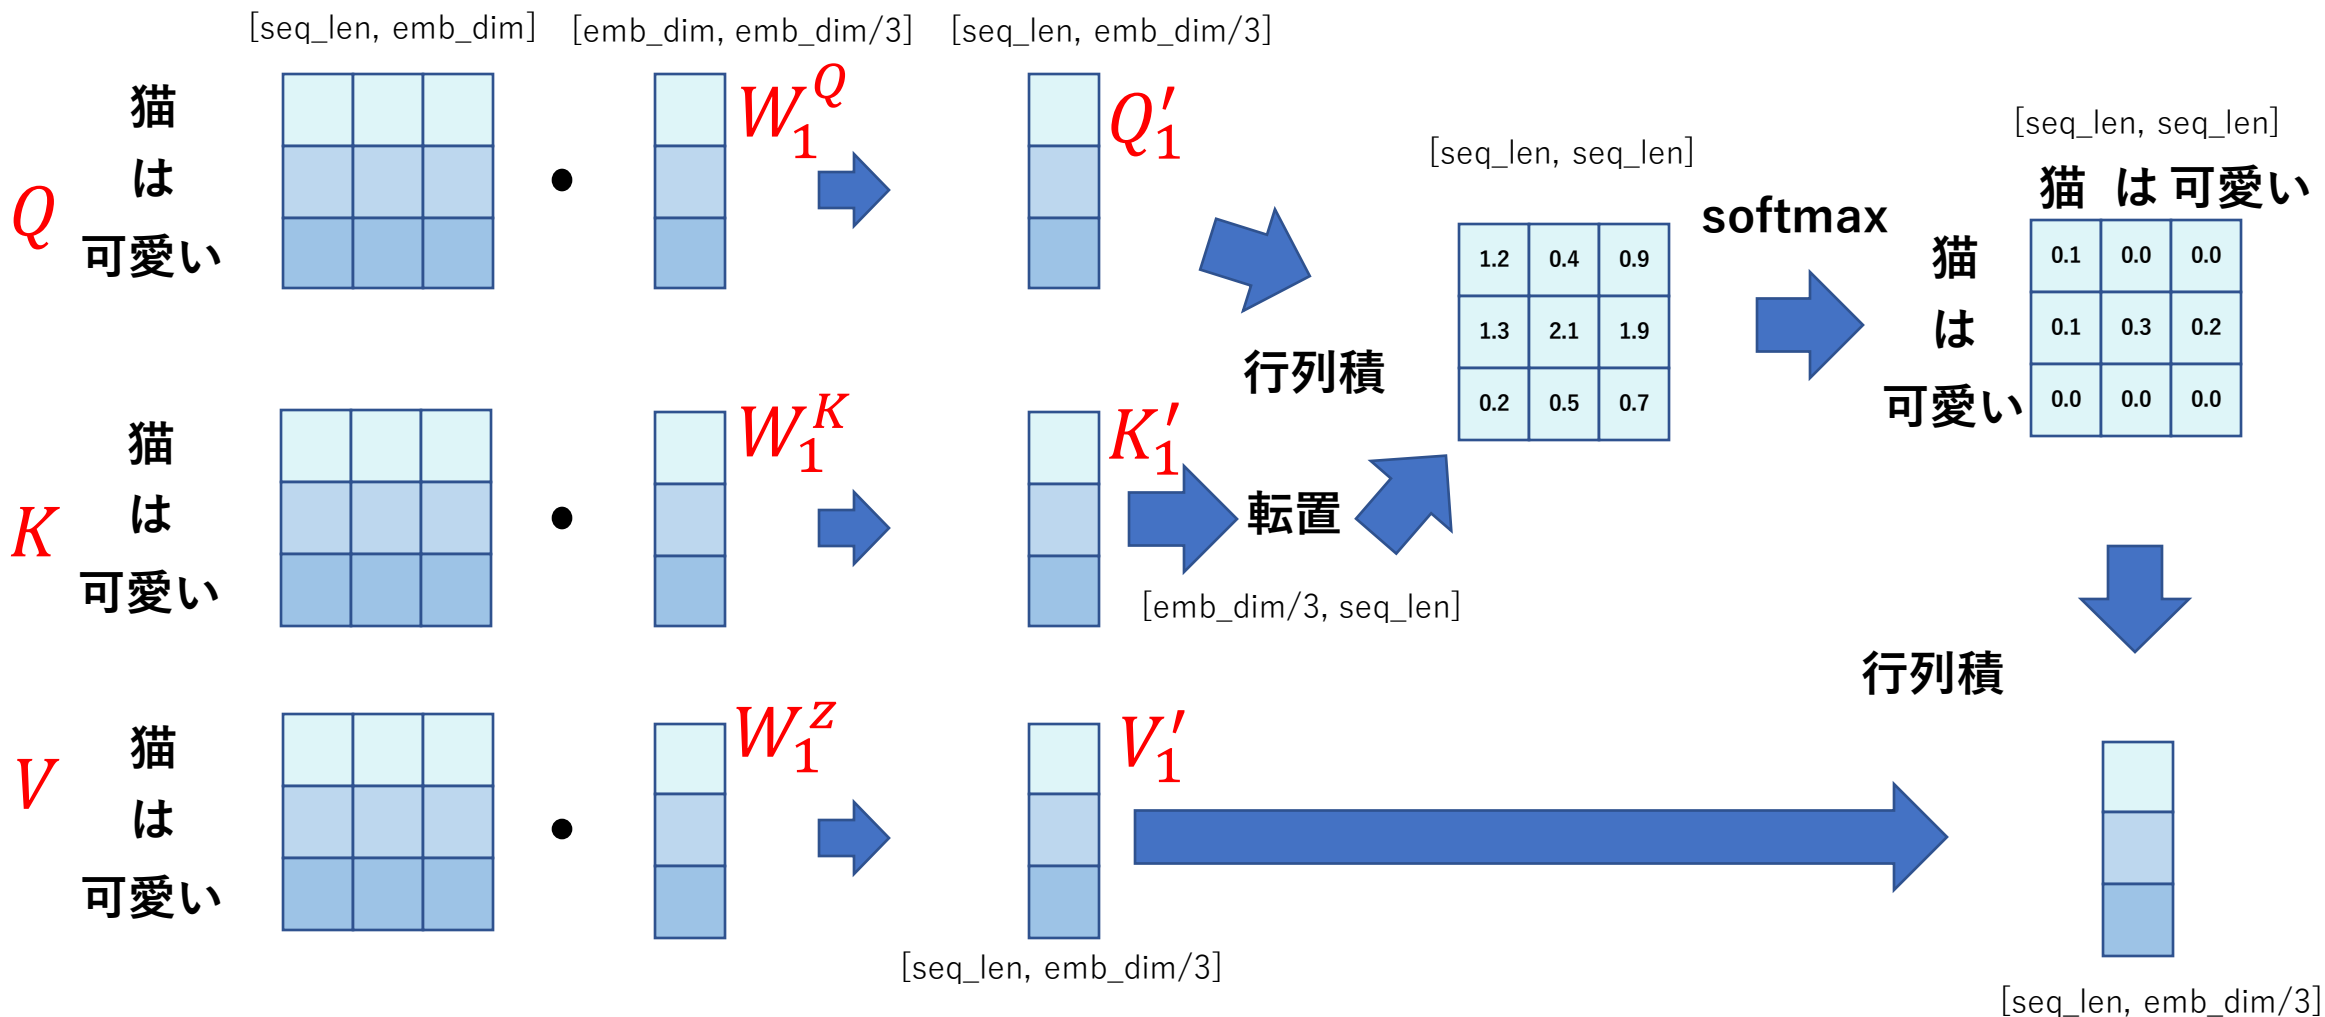 [seq_len, emb_dim]
[emb_dim, emb_dim/3]
[seq_len, emb_dim/3]
Q
猫
は
可愛い
•
W_1^Q
Q'_1
K
猫
は
可愛い
•
W_1^K
K'_1
転置
[emb_dim/3, seq_len]
行列積
[seq_len, seq_len]
1.2 0.4 0.9
1.3 2.1 1.9
0.2 0.5 0.7
softmax
[seq_len, seq_len]
猫 は 可愛い
猫 0.1 0.0 0.0
は 0.1 0.3 0.2
可愛い 0.0 0.0 0.0
V
猫
は
可愛い
•
W_1^Z
V'_1
[seq_len, emb_dim/3]
行列積
[seq_len, emb_dim/3]